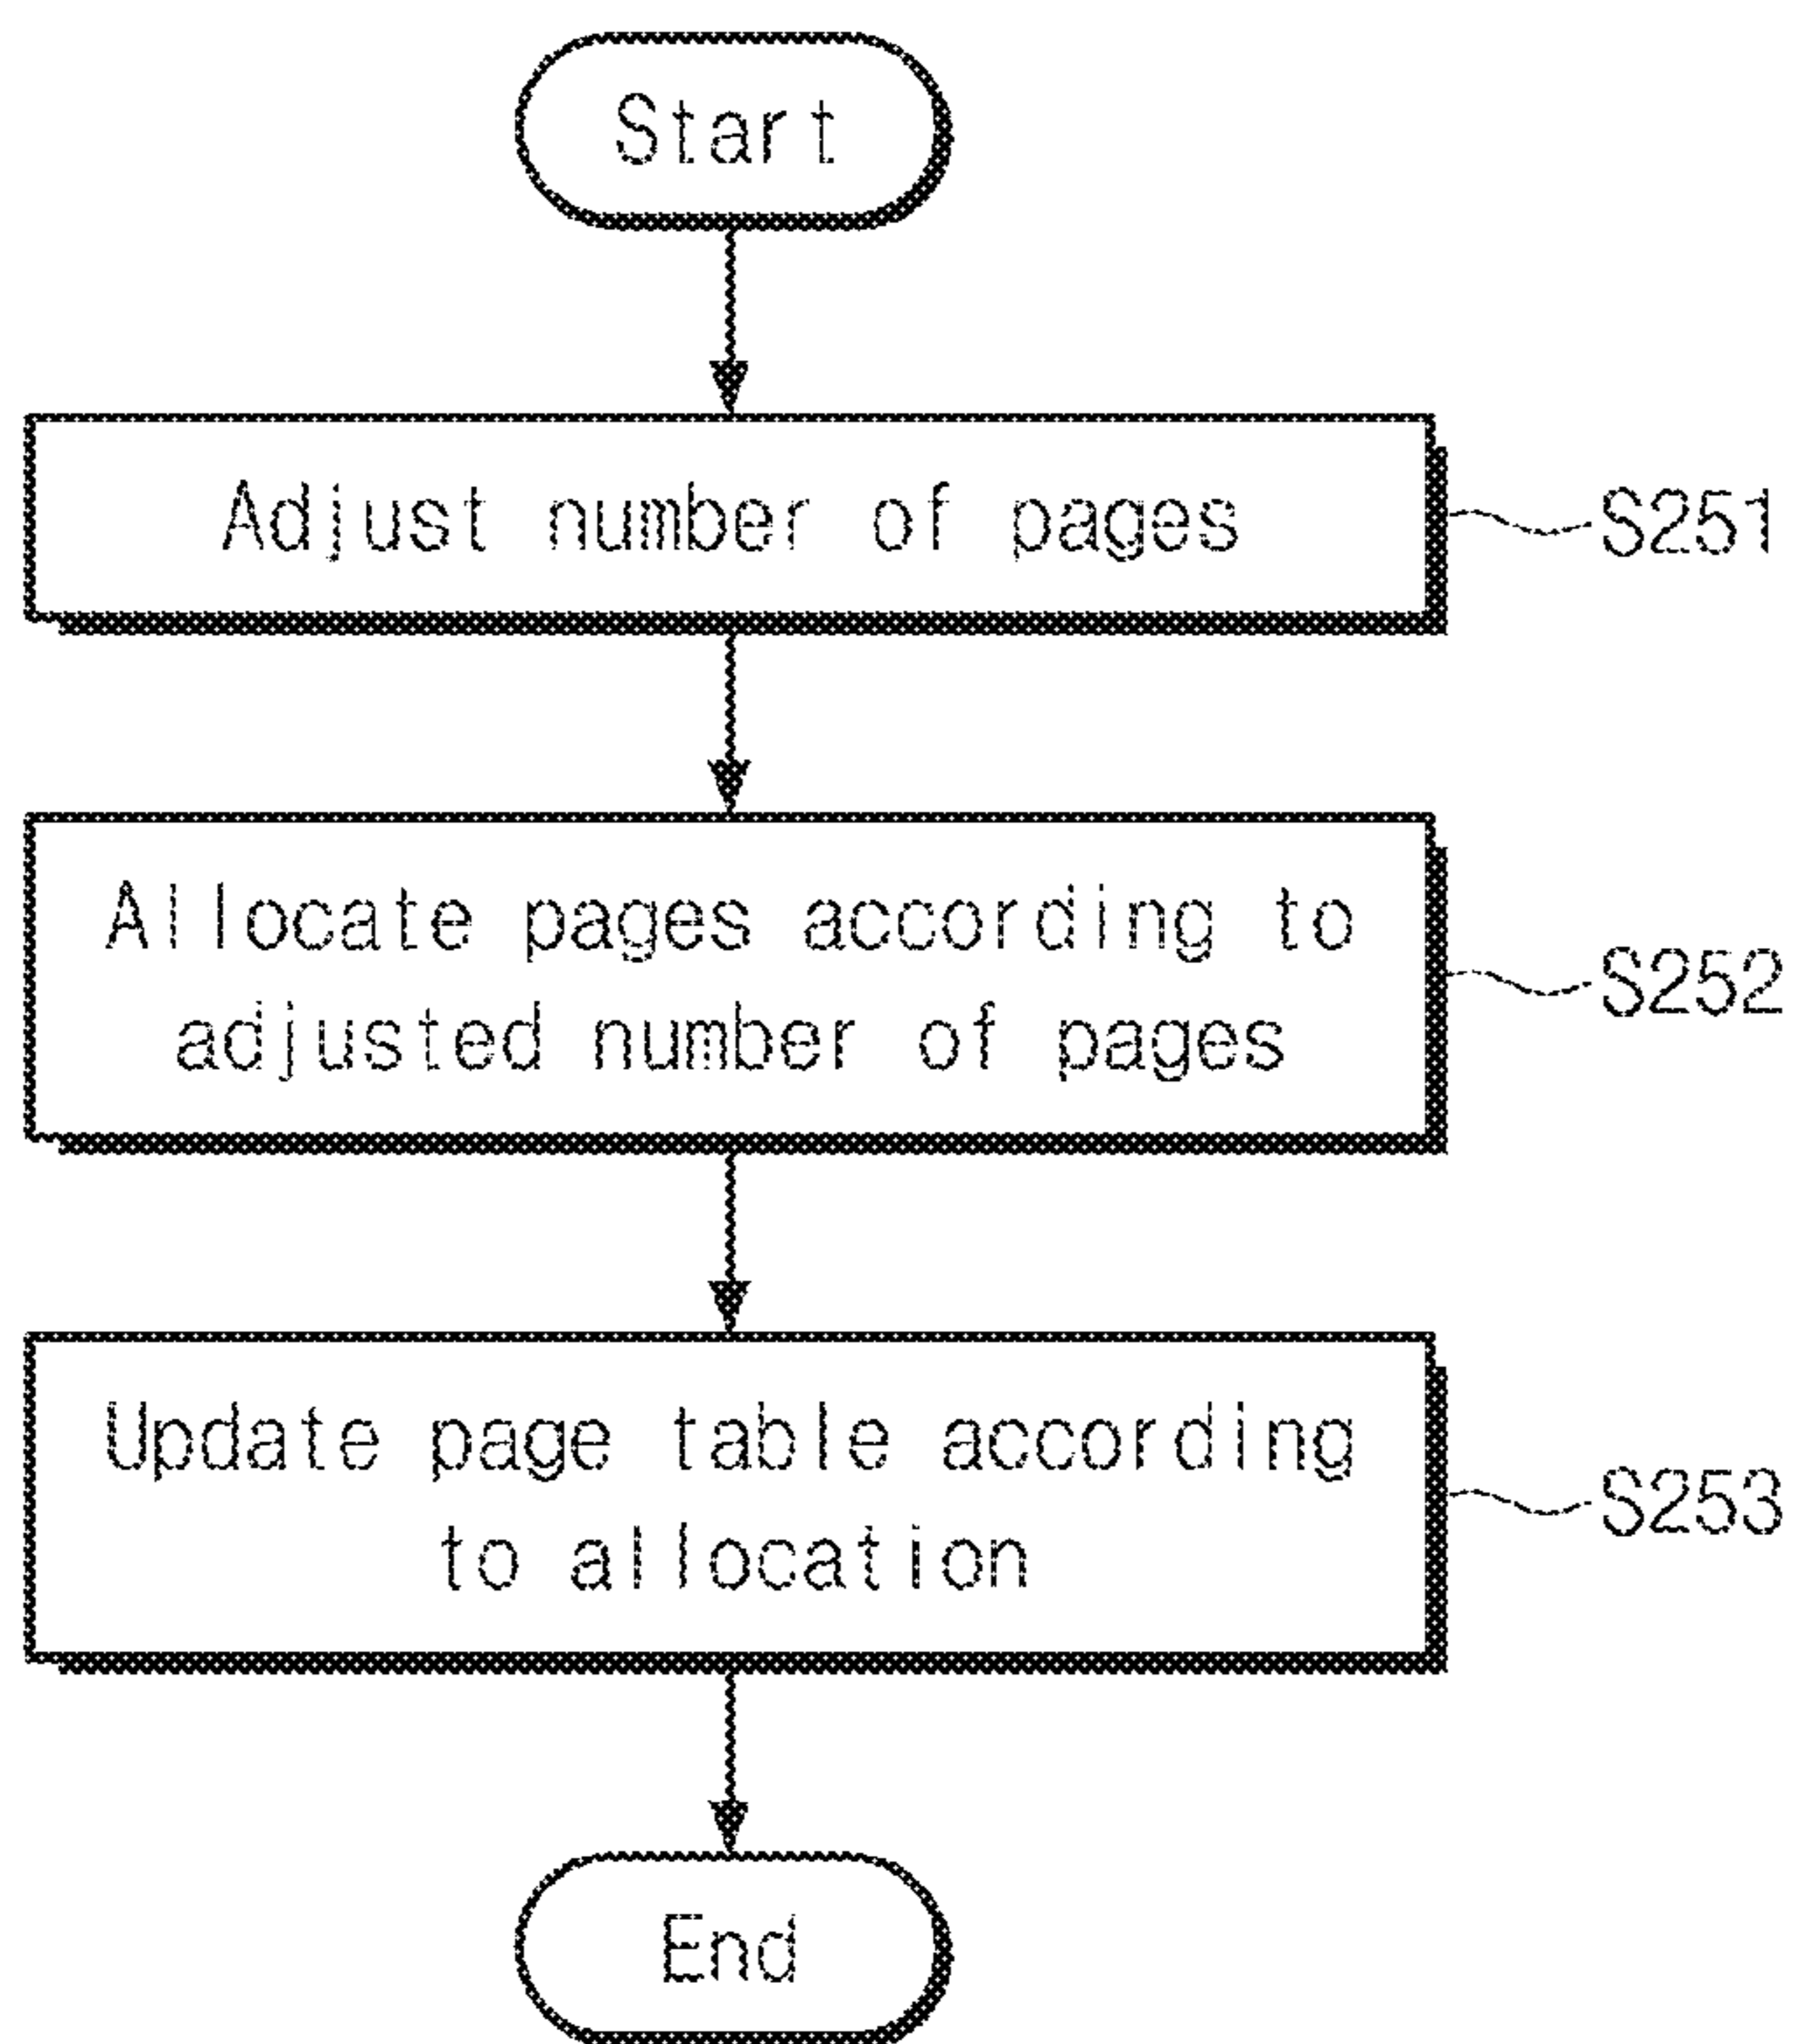 Start
Adjust number of pages
S251
Allocate pages according to
adjusted number of pages
S252
Update page table according
to allocation
S253
End